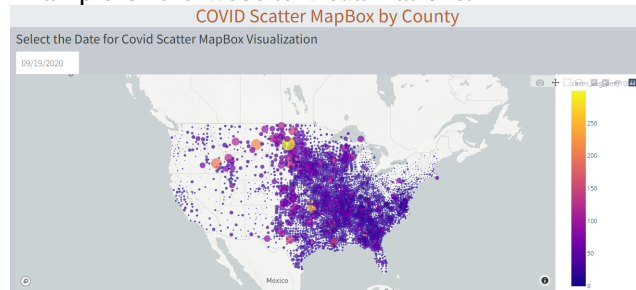 COVID Scatter MapBox by County
Select the Date for Covid Scatter MapBox Visualization
09/19/2020
250
200
150
100
50
0
Mexico